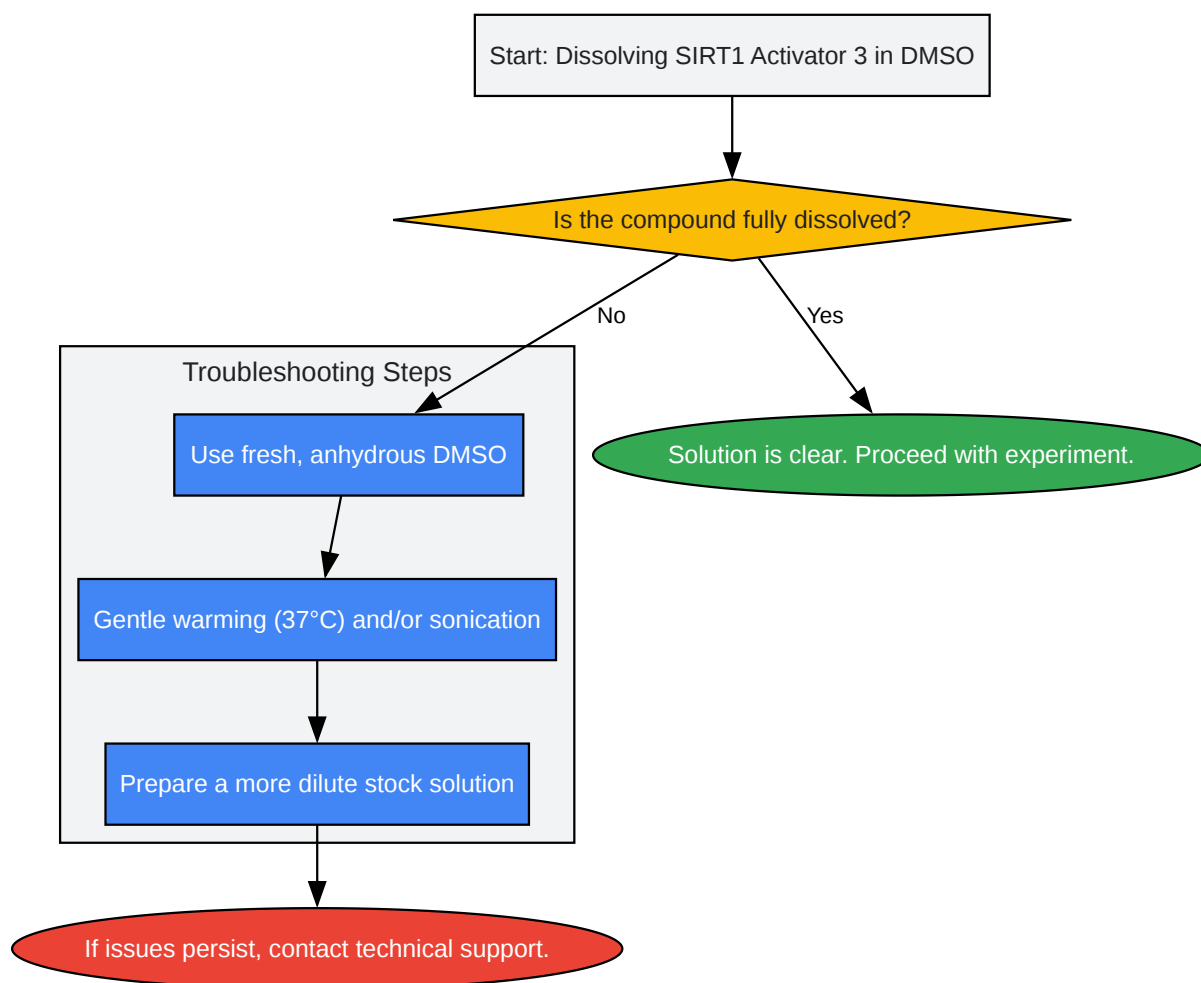 Start: Dissolving SIRT1 Activator 3 in DMSO
Is the compound fully dissolved?
No
Yes
Troubleshooting Steps
Use fresh, anhydrous DMSO
Solution is clear. Proceed with experiment.
Gentle warming (37°C) and/or sonication
Prepare a more dilute stock solution
If issues persist, contact technical support.